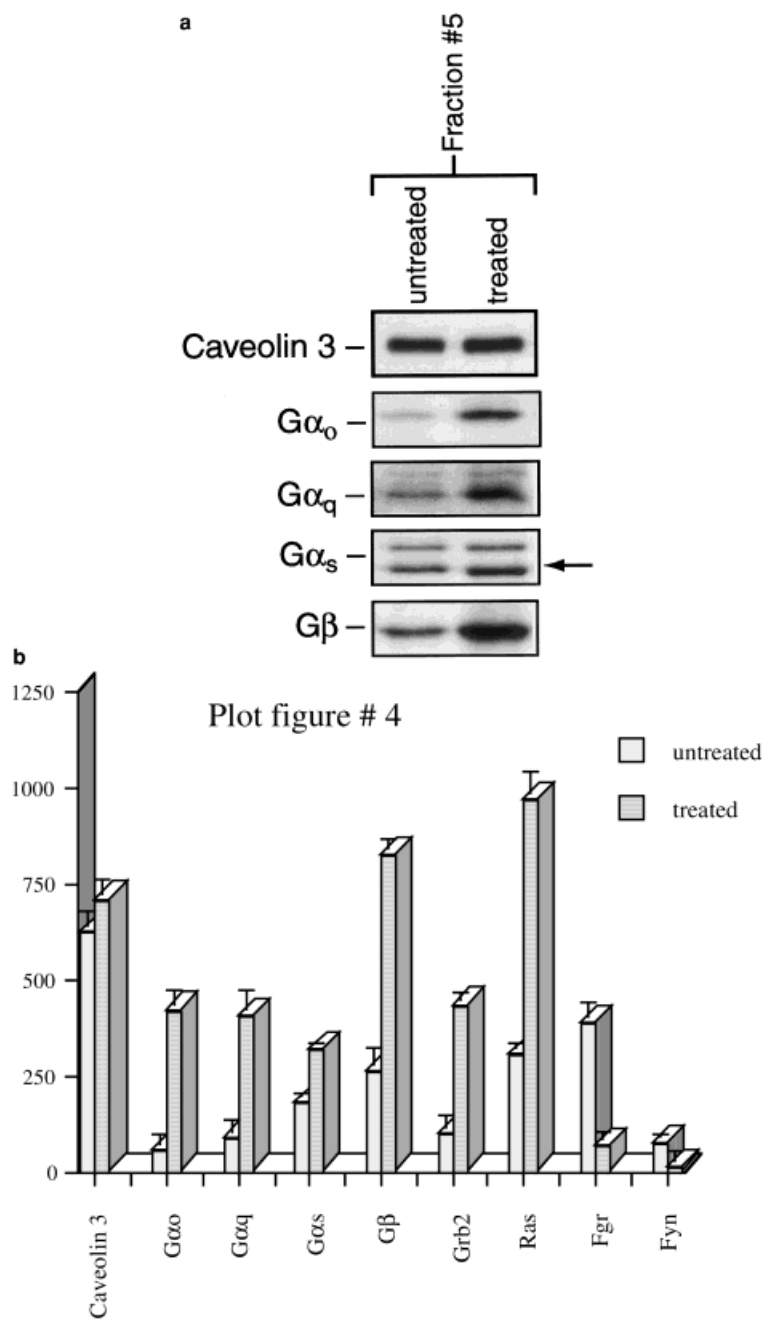 a
Fraction #5
untreated
treated
Caveolin 3
Gαo
Gαq
Gαs
Gβ
b
Plot figure # 4
untreated
treated
1250
1000
750
500
250
0
Caveolin 3
Gαo
Gαq
Gαs
Gβ
Grb2
Ras
Fgr
Fyn